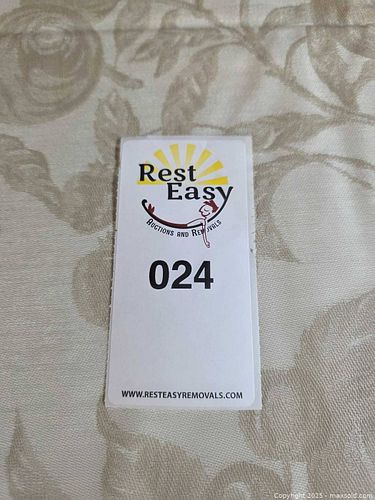 Rest
Easy
Auctions and Removals
024
www.resteasyremovals.com
Copyright 2025 - maxsold.com